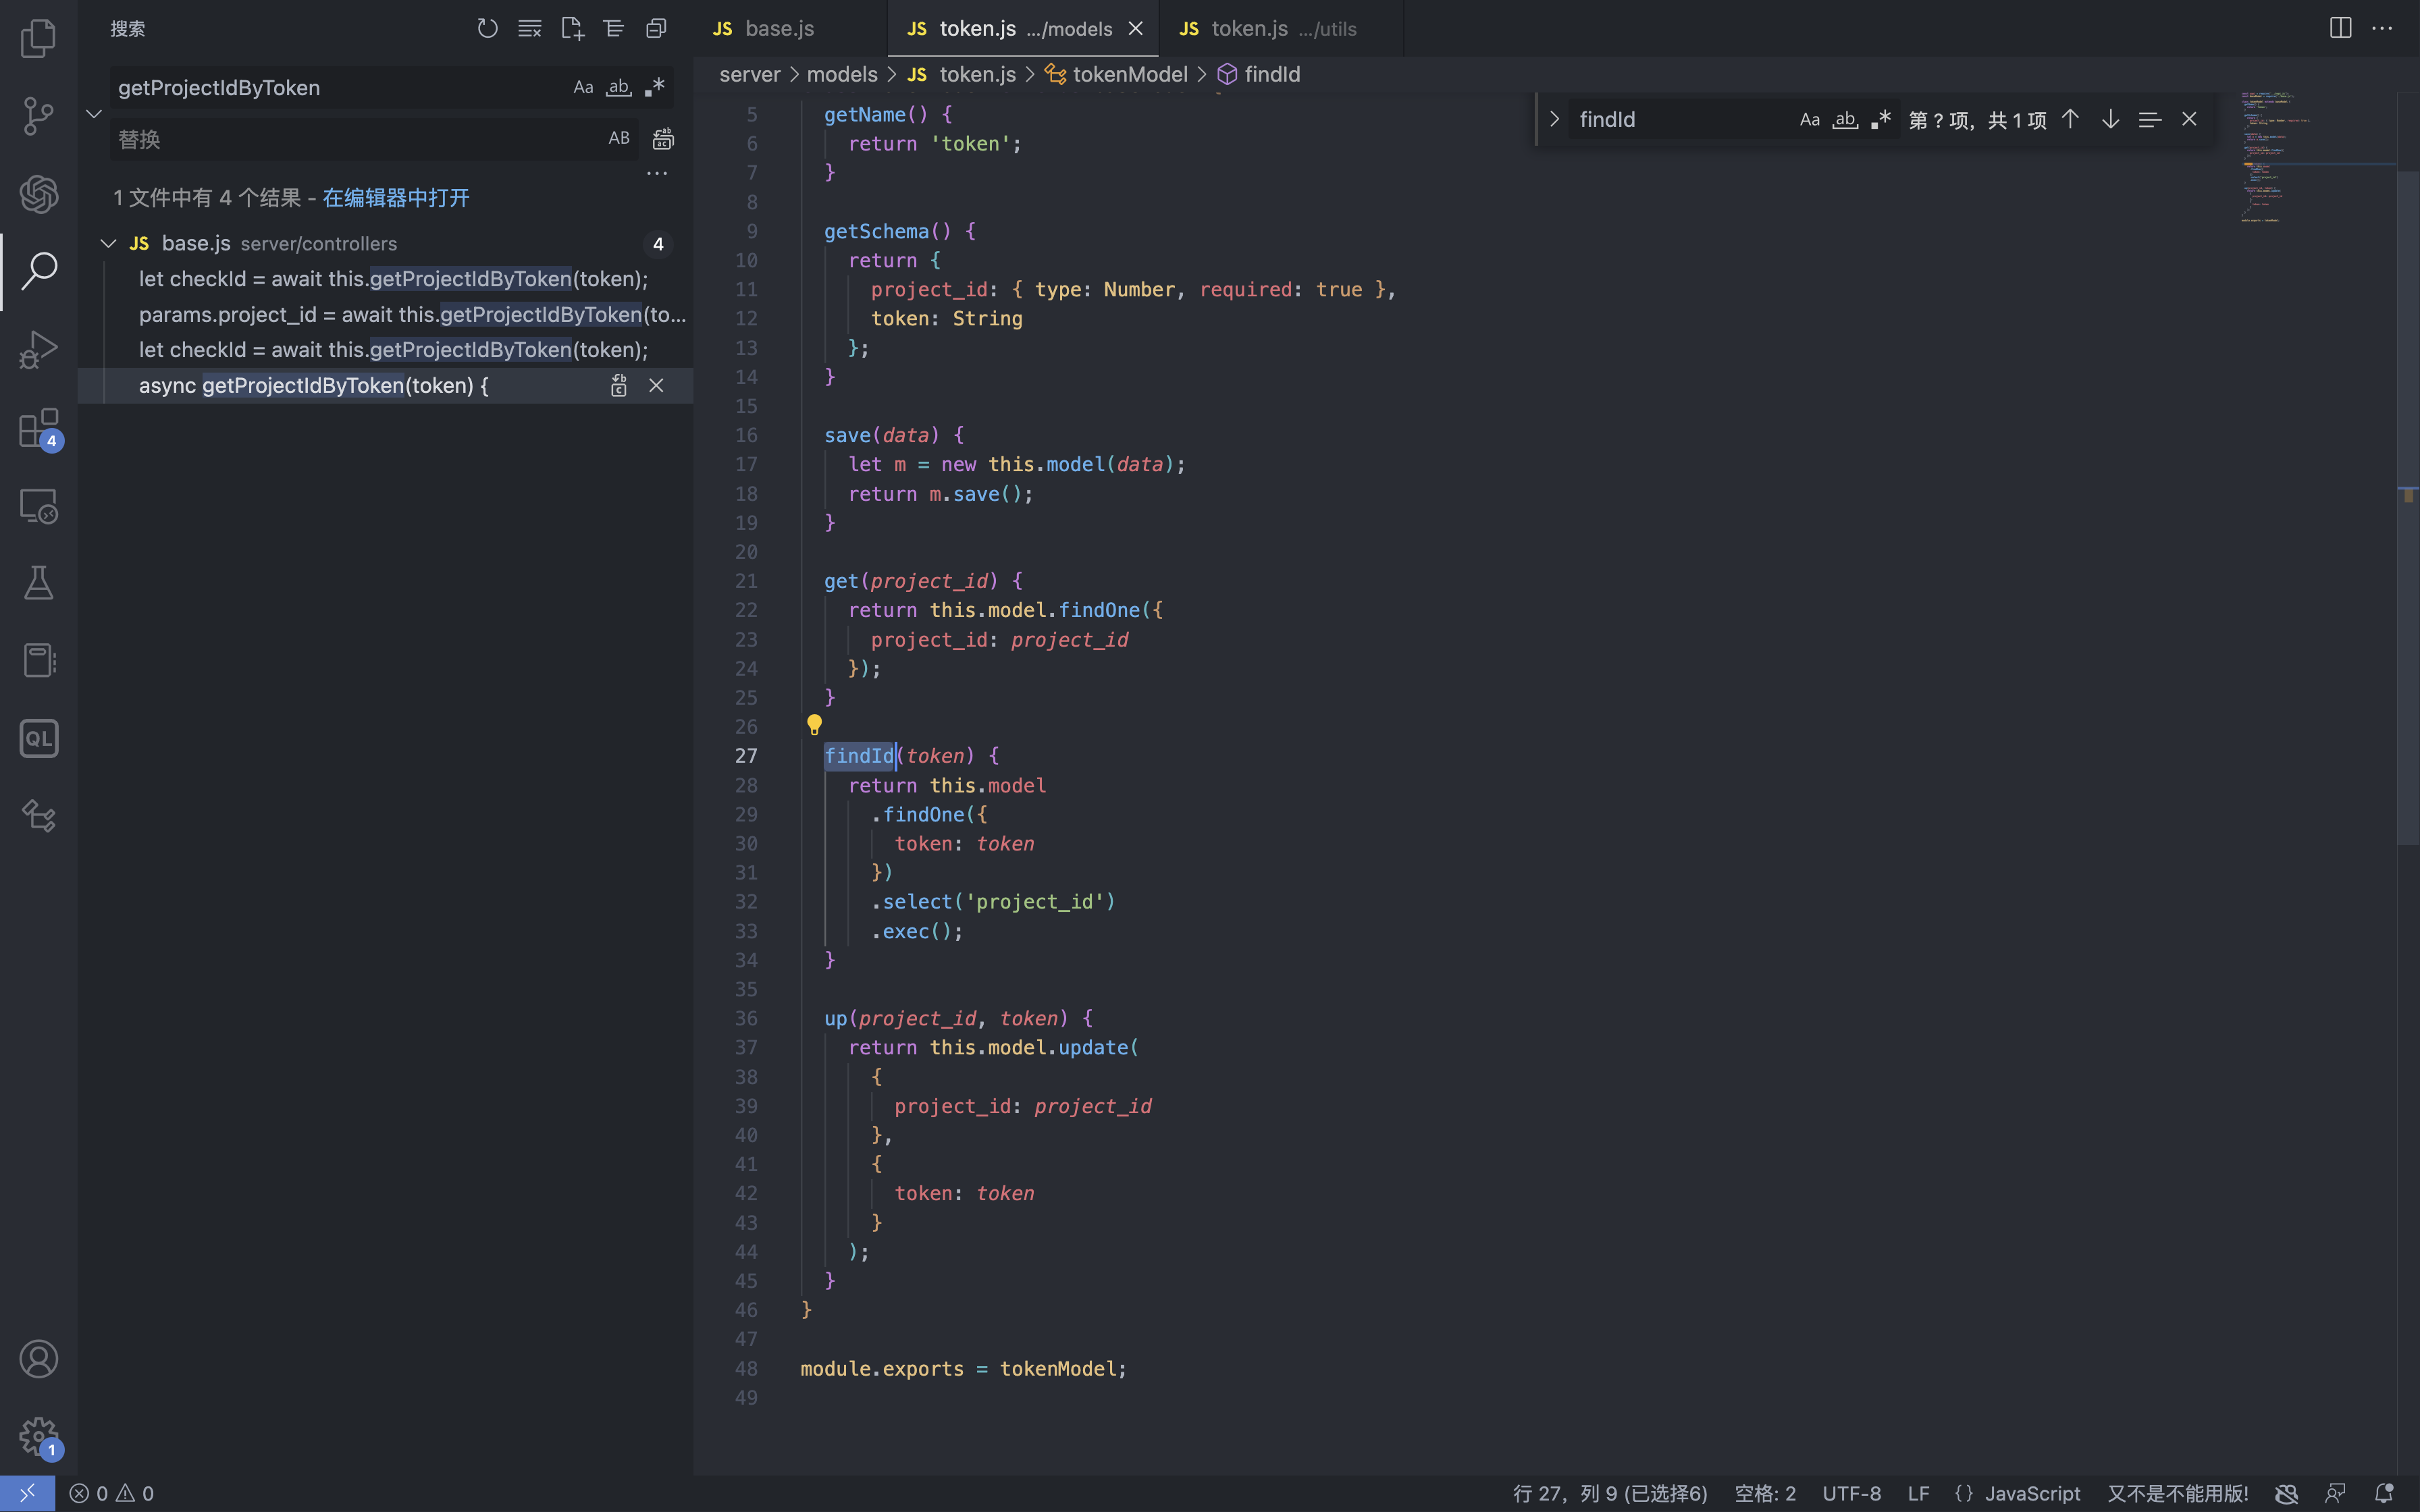 搜索
getProjectIdByToken
Aa ab .*
替换
AB
...
1 文件中有 4 个结果 - 在编辑器中打开
JS base.js server/controllers 4
let checkId = await this.getProjectIdByToken(token);
params.project_id = await this.getProjectIdByToken(to...
let checkId = await this.getProjectIdByToken(token);
async getProjectIdByToken(token) {
4
QL
1
JS base.js
JS token.js .../models
JS token.js .../utils
server > models > JS token.js > tokenModel > findId
findId
Aa ab .* 第 ? 项, 共 1 项
5 getName() {
6 return 'token';
7 }
8
9 getSchema() {
10 return {
11 project_id: { type: Number, required: true },
12 token: String
13 };
14 }
15
16 save(data) {
17 let m = new this.model(data);
18 return m.save();
19 }
20
21 get(project_id) {
22 return this.model.findOne({
23 project_id: project_id
24 });
25 }
26
27 findId(token) {
28 return this.model
29 .findOne({
30 token: token
31 })
32 .select('project_id')
33 .exec();
34 }
35
36 up(project_id, token) {
37 return this.model.update(
38 {
39 project_id: project_id
40 },
41 {
42 token: token
43 }
44 );
45 }
46 }
47
48 module.exports = tokenModel;
49
0 0
行 27, 列 9 (已选择6) 空格: 2 UTF-8 LF {} JavaScript 又不是不能用版!